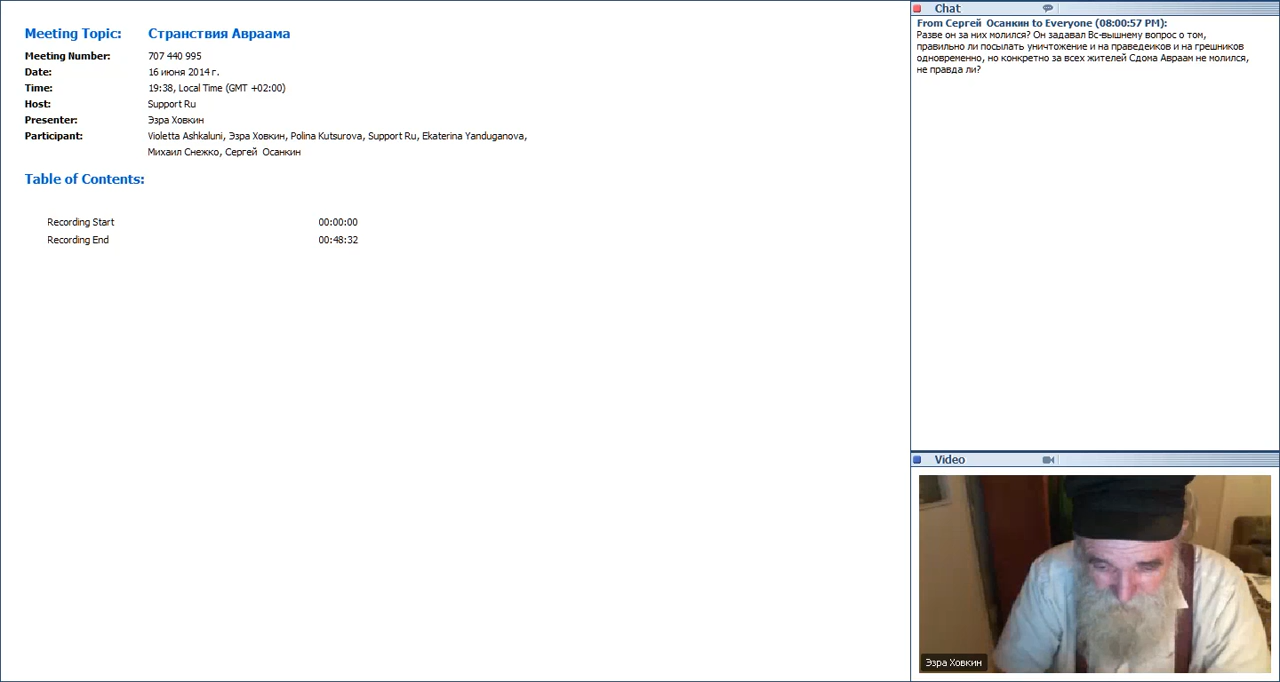 Meeting Topic: Странствия Авраама
Meeting Number: 707 440 995
Date: 16 июня 2014 г.
Time: 19:38, Local Time (GMT +02:00)
Host: Support Ru
Presenter: Эзра Ховкин
Participant: Violetta Ashkaluni, Эзра Ховкин, Polina Kutsurova, Support Ru, Ekaterina Yanduganova,
Михаил Снежко, Сергей Осанкин
Table of Contents:
Recording Start 00:00:00
Recording End 00:48:32
Chat
From Сергей Осанкин to Everyone (08:00:57 PM):
Разве он за них молился? Он задавал Вс-вышнему вопрос о том,
правильно ли посылать уничтожение и на праведеиков и на грешников
одновременно, но конкретно за всех жителей Сдома Авраам не молился,
не правда ли?
Video
Эзра Ховкин